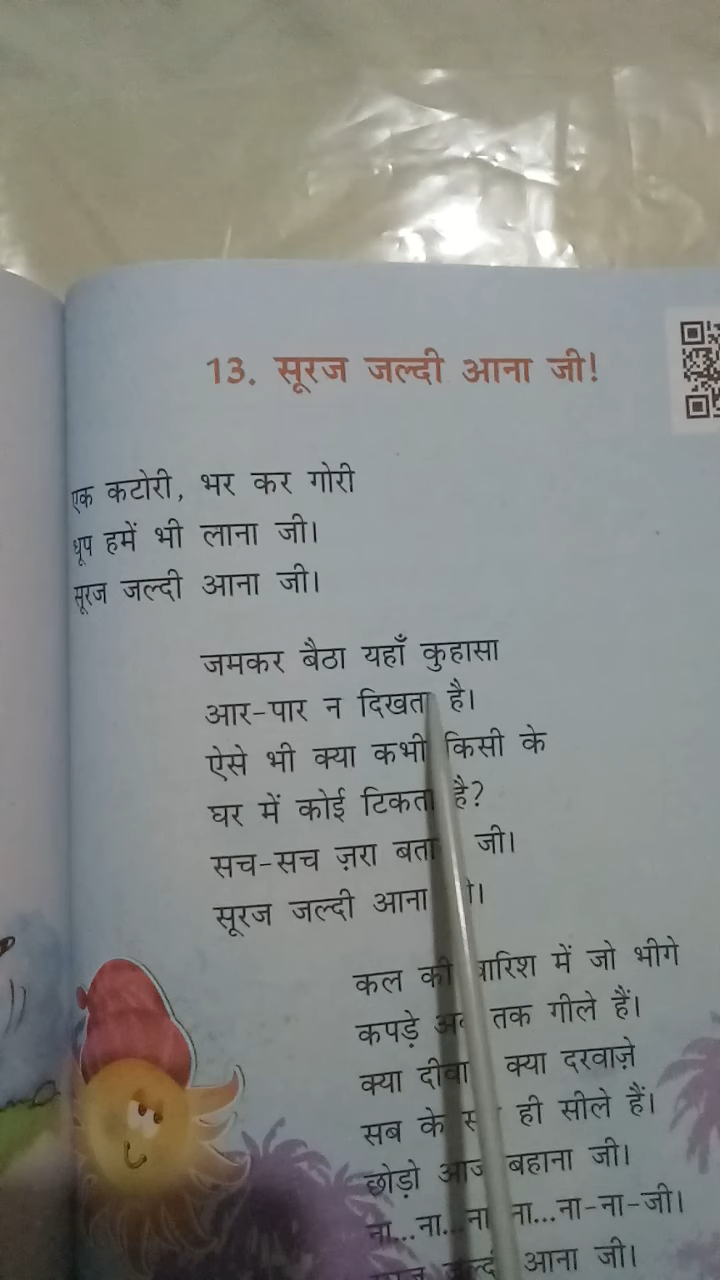 13. सूरज जल्दी आना जी!
एक कटोरी, भर कर गोरी
धूप हमें भी लाना जी।
सूरज जल्दी आना जी।
जमकर बैठा यहाँ कुहासा
आर-पार न दिखता है।
ऐसे भी क्या कभी किसी के
घर में कोई टिकता है?
सच-सच ज़रा जी।
सूरज जल्दी आना जी।
कल की बारिश में जो भीगे
कपड़े तक गीले हैं।
क्या क्या दरवाज़े
सब के ही सीले हैं।
छोड़ो आज बहाना जी।
ना...ना...ना ना...ना-ना-जी।
जल्दी आना जी।